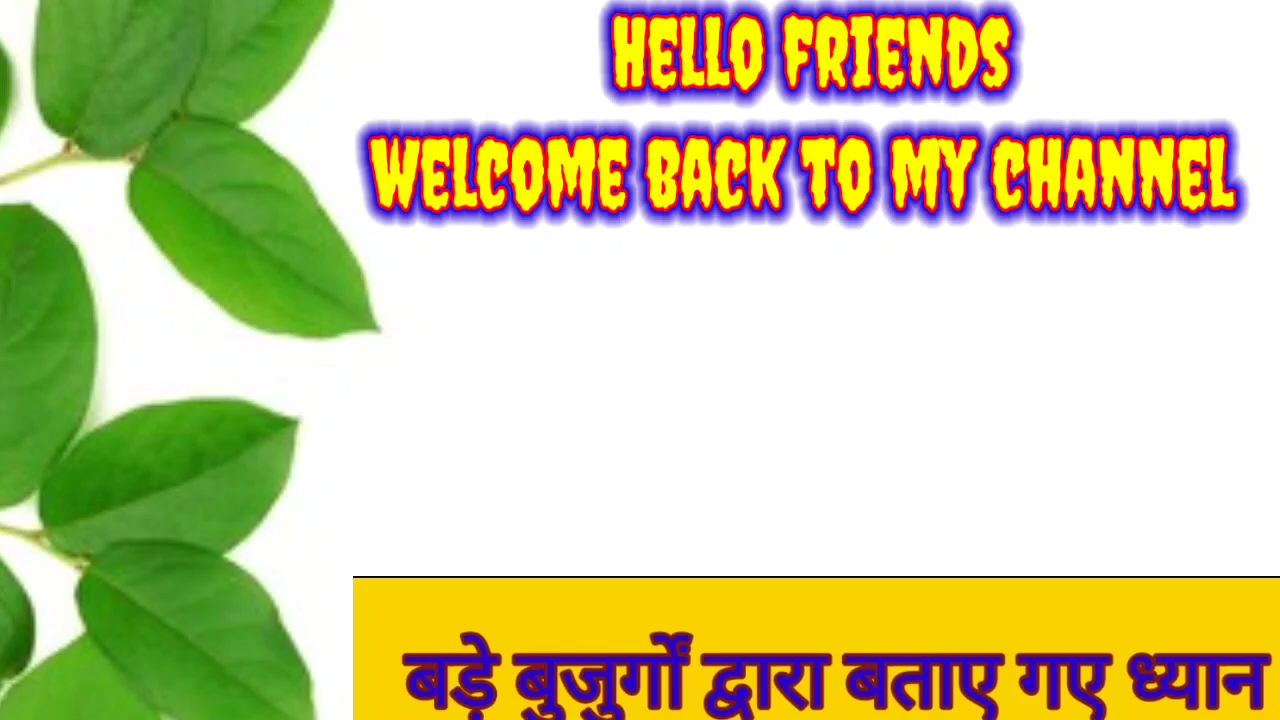 HELLO FRIENDS
WELCOME BACK TO MY CHANNEL
बड़े बुजुर्गों द्वारा बताए गए ध्यान